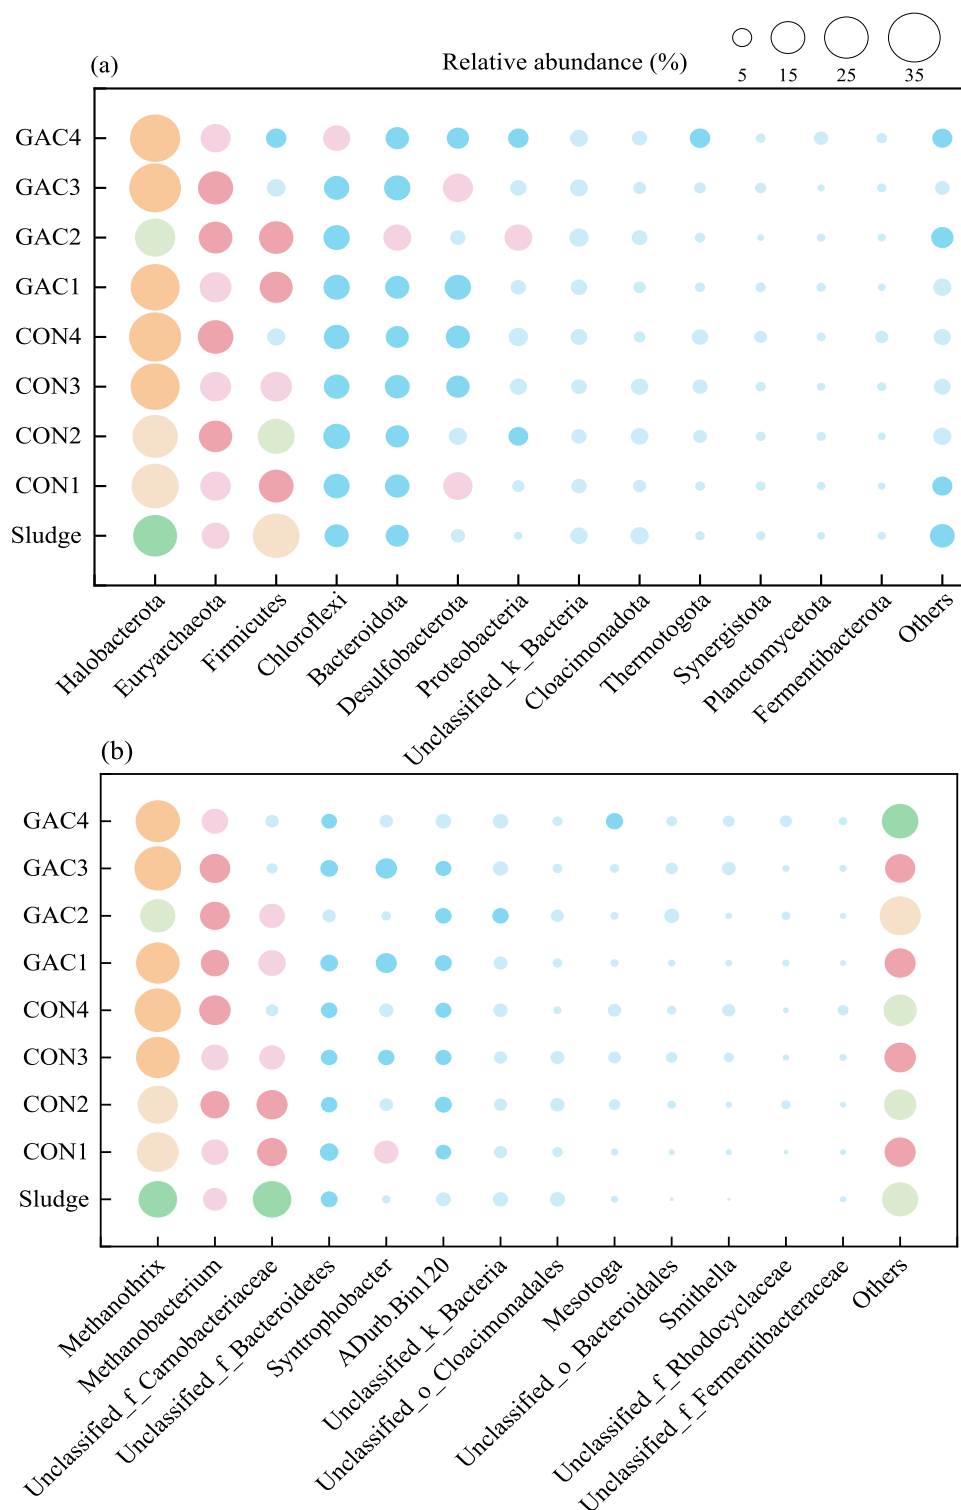 (a)
Relative abundance (%)
5 15 25 35
GAC4
GAC3
GAC2
GAC1
CON4
CON3
CON2
CON1
Sludge
Halobacterota
Euryarchaeota
Firmicutes
Chloroflexi
Bacteroidota
Desulfobacterota
Proteobacteria
Unclassified_k_Bacteria
Cloacimonadota
Thermotogota
Synergistota
Planctomycetota
Fermentibacterota
Others
(b)
GAC4
GAC3
GAC2
GAC1
CON4
CON3
CON2
CON1
Sludge
Methanothrix
Methanobacterium
Unclassified_f_Carnobacteriaceae
Unclassified_f_Bacteroidetes
Syntrophobacter
ADurb.Bin120
Unclassified_k_Bacteria
Unclassified_o_Cloacimonadales
Mesotoga
Unclassified_o_Bacteroidales
Smithella
Unclassified_f_Rhodocyclaceae
Unclassified_f_Fermentibacteraceae
Others